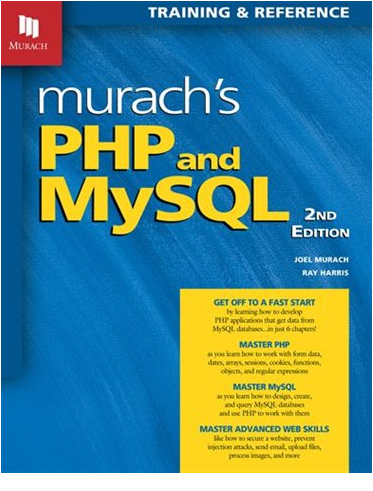 TRAINING & REFERENCE
MURACH
murach's
PHP and
MySQL
2ND
EDITION
JOEL MURACH
RAY HARRIS
GET OFF TO A FAST START
by learning how to develop
PHP applications that get data from
MySQL databases...in just 6 chapters!
MASTER PHP
as you learn how to work with form data,
dates, arrays, sessions, cookies, functions,
objects, and regular expressions
MASTER MySQL
as you learn how to design, create,
and query MySQL databases
and use PHP to work with them
MASTER ADVANCED WEB SKILLS
like how to secure a website, prevent
injection attacks, send email, upload files,
process images, and more